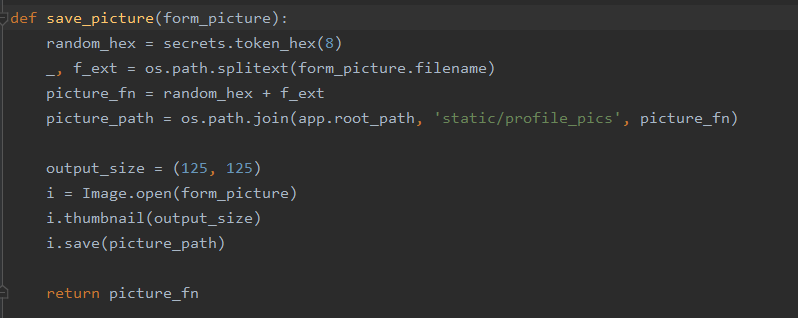 def save_picture(form_picture):
    random_hex = secrets.token_hex(8)
    _, f_ext = os.path.splitext(form_picture.filename)
    picture_fn = random_hex + f_ext
    picture_path = os.path.join(app.root_path, 'static/profile_pics', picture_fn)

    output_size = (125, 125)
    i = Image.open(form_picture)
    i.thumbnail(output_size)
    i.save(picture_path)

    return picture_fn